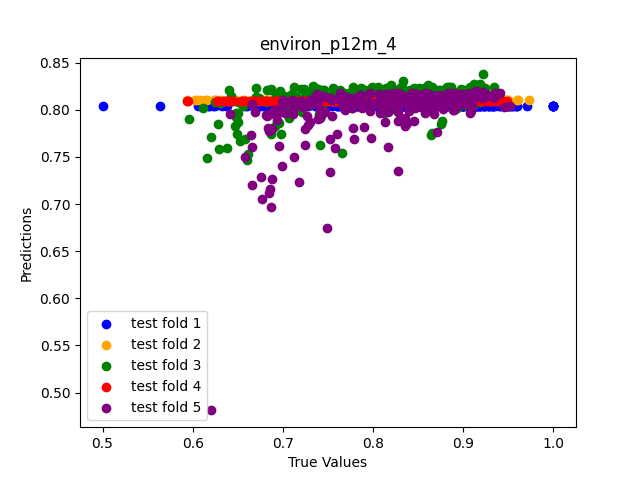 environ_p12m_4
0.85
0.80
0.75
0.70
0.65
0.60
0.55
0.50
Predictions
test fold 1
test fold 2
test fold 3
test fold 4
test fold 5
0.5 0.6 0.7 0.8 0.9 1.0
True Values